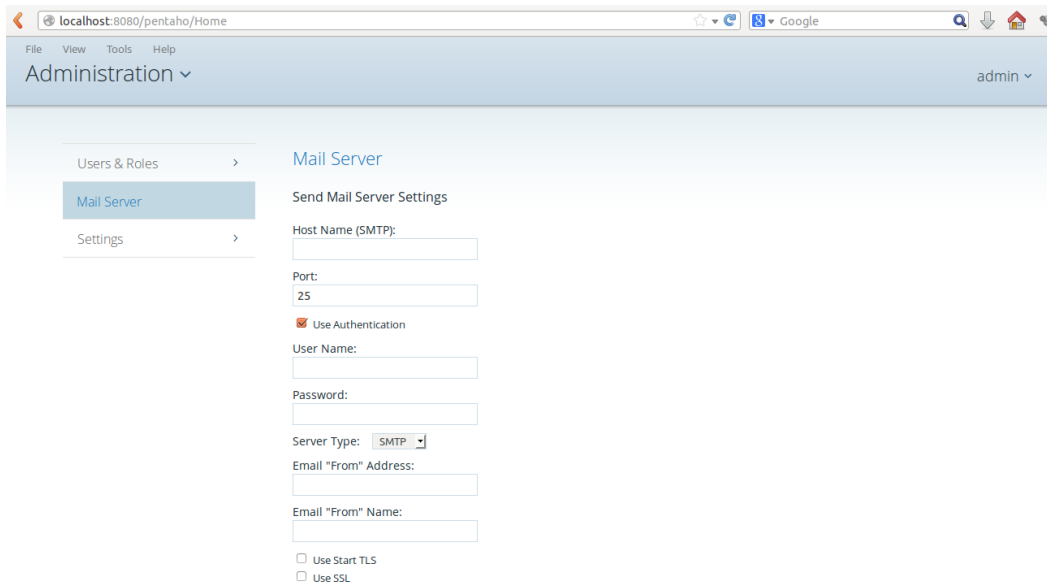 localhost:8080/pentaho/Home
Google
File View Tools Help
Administration
admin
Users & Roles
Mail Server
Settings
Mail Server
Send Mail Server Settings
Host Name (SMTP):
Port:
25
Use Authentication
User Name:
Password:
Server Type: SMTP
Email "From" Address:
Email "From" Name:
Use Start TLS
Use SSL